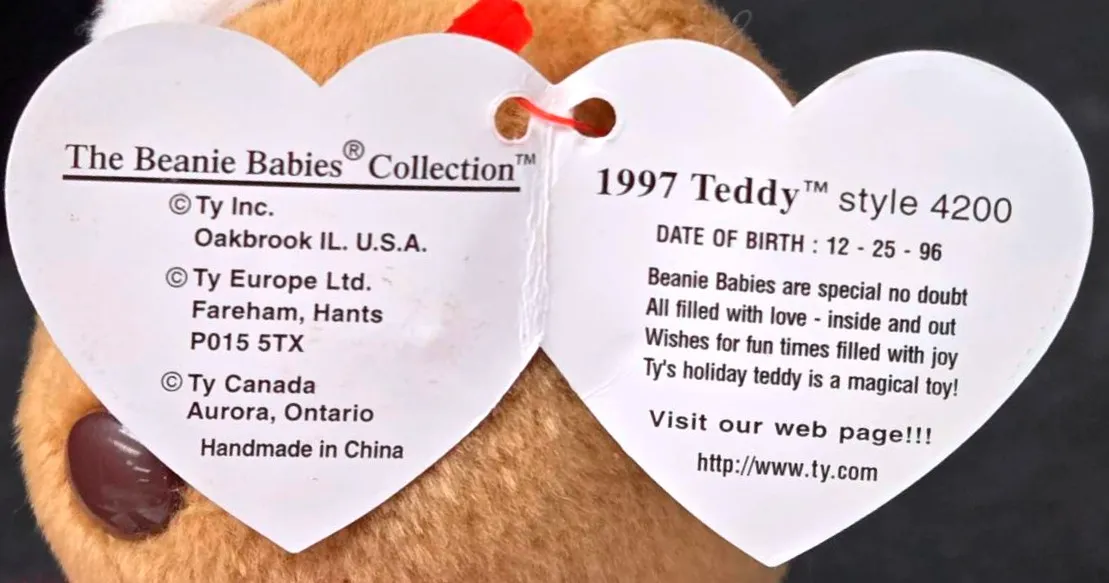 The Beanie Babies® Collection™
© Ty Inc.
Oakbrook IL. U.S.A.
© Ty Europe Ltd.
Fareham, Hants
P015 5TX
© Ty Canada
Aurora, Ontario
Handmade in China
1997 Teddy™ style 4200
DATE OF BIRTH : 12 - 25 - 96
Beanie Babies are special no doubt
All filled with love - inside and out
Wishes for fun times filled with joy
Ty's holiday teddy is a magical toy!
Visit our web page!!!
http://www.ty.com